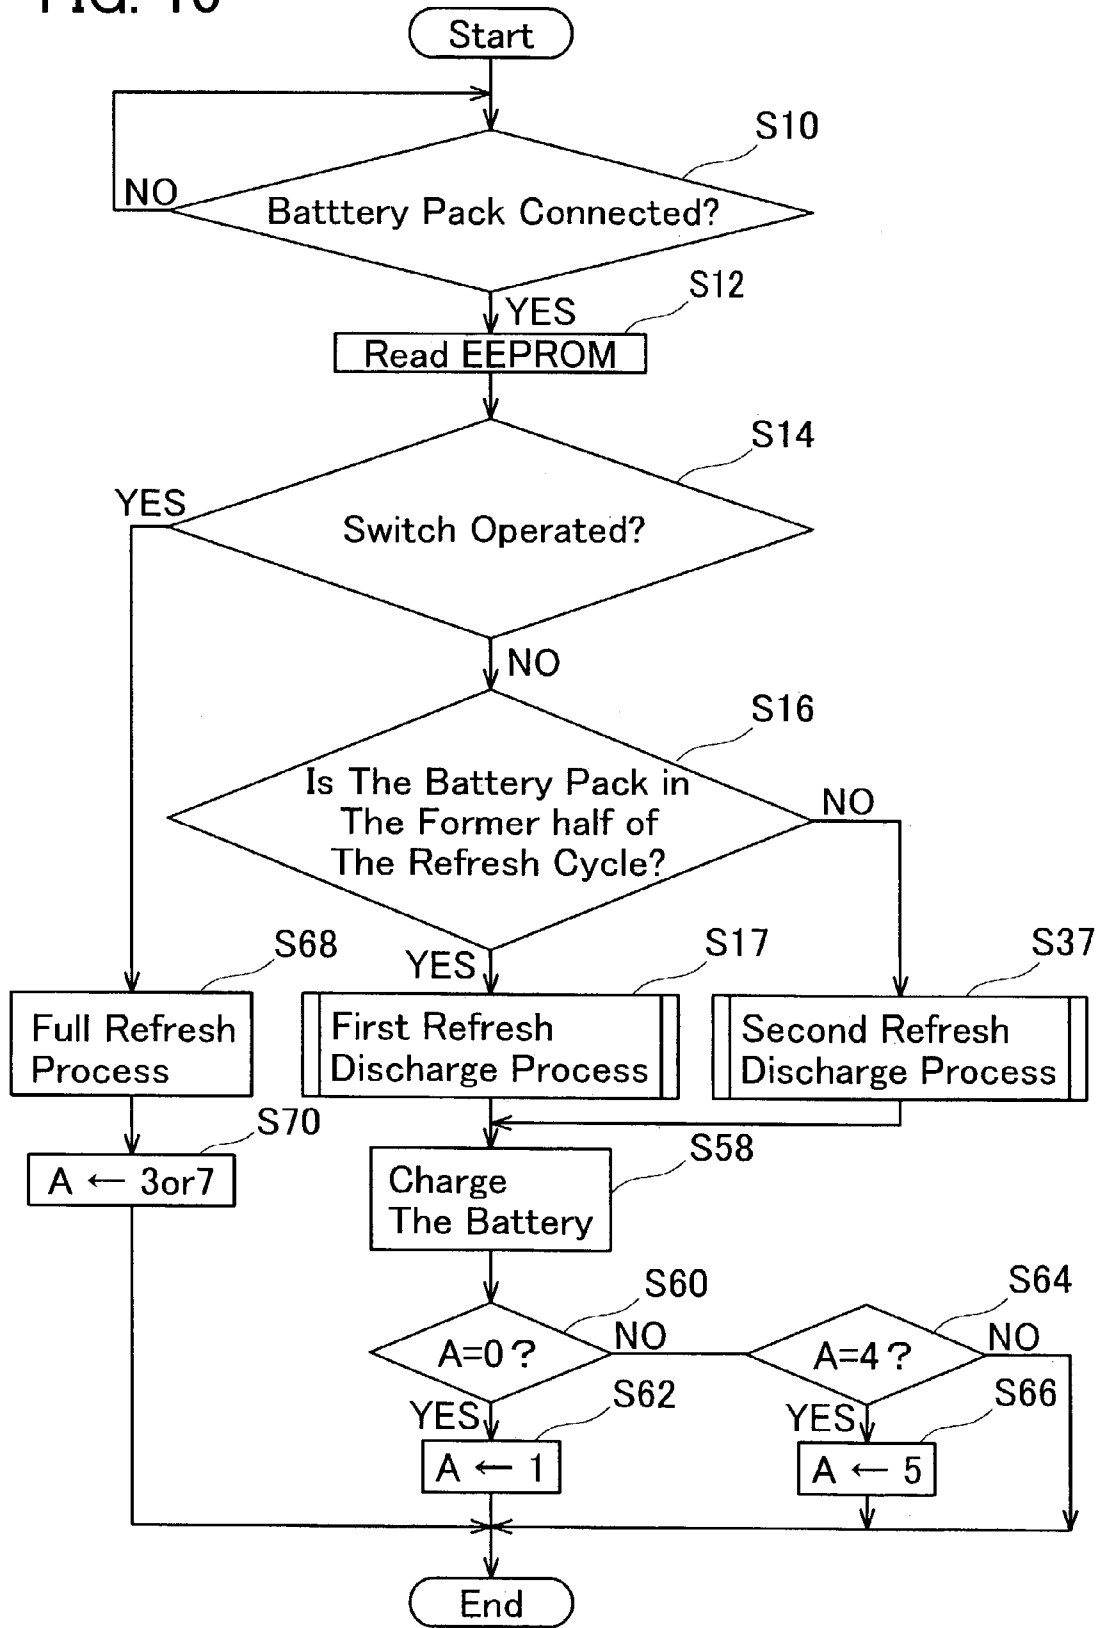 FIG. 10
Start
S10
NO
Batttery Pack Connected?
S12
YES
Read EEPROM
S14
YES
Switch Operated?
NO
S16
Is The Battery Pack in
The Former half of
The Refresh Cycle?
NO
S68
YES
S17
S37
Full Refresh
Process
First Refresh
Discharge Process
Second Refresh
Discharge Process
S70
A ← 3or7
S58
Charge
The Battery
S60
S64
A=0?
NO
A=4?
NO
YES
S62
YES
S66
A ← 1
A ← 5
End